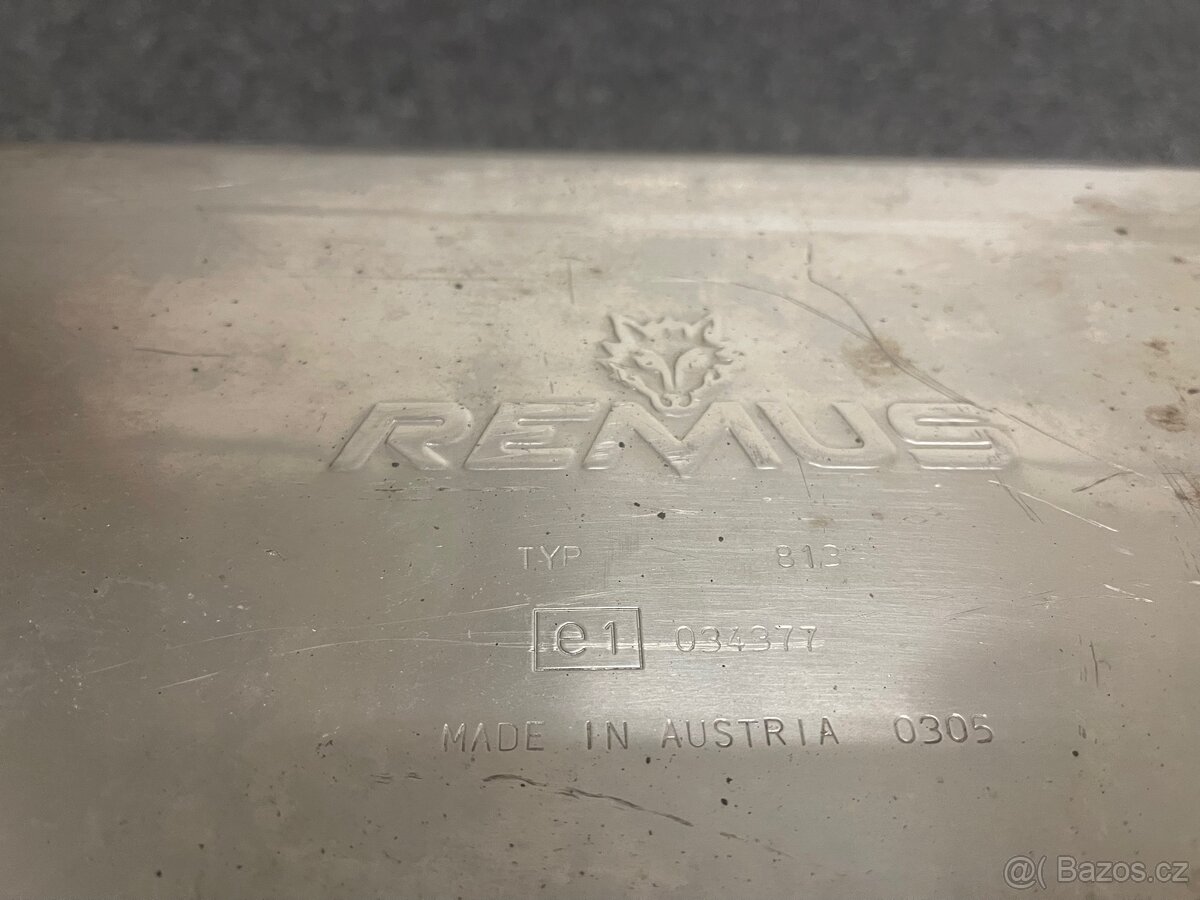 REMUS
TYP 813
e1 034377
MADE IN AUSTRIA 0305
@( Bazos.cz